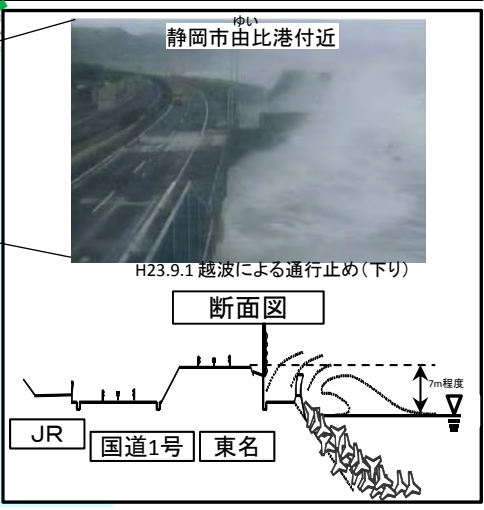 ゆい
静岡市由比港付近
H23.9.1 越波による通行止め(下り)
断面図
7m程度
JR
国道1号
東名